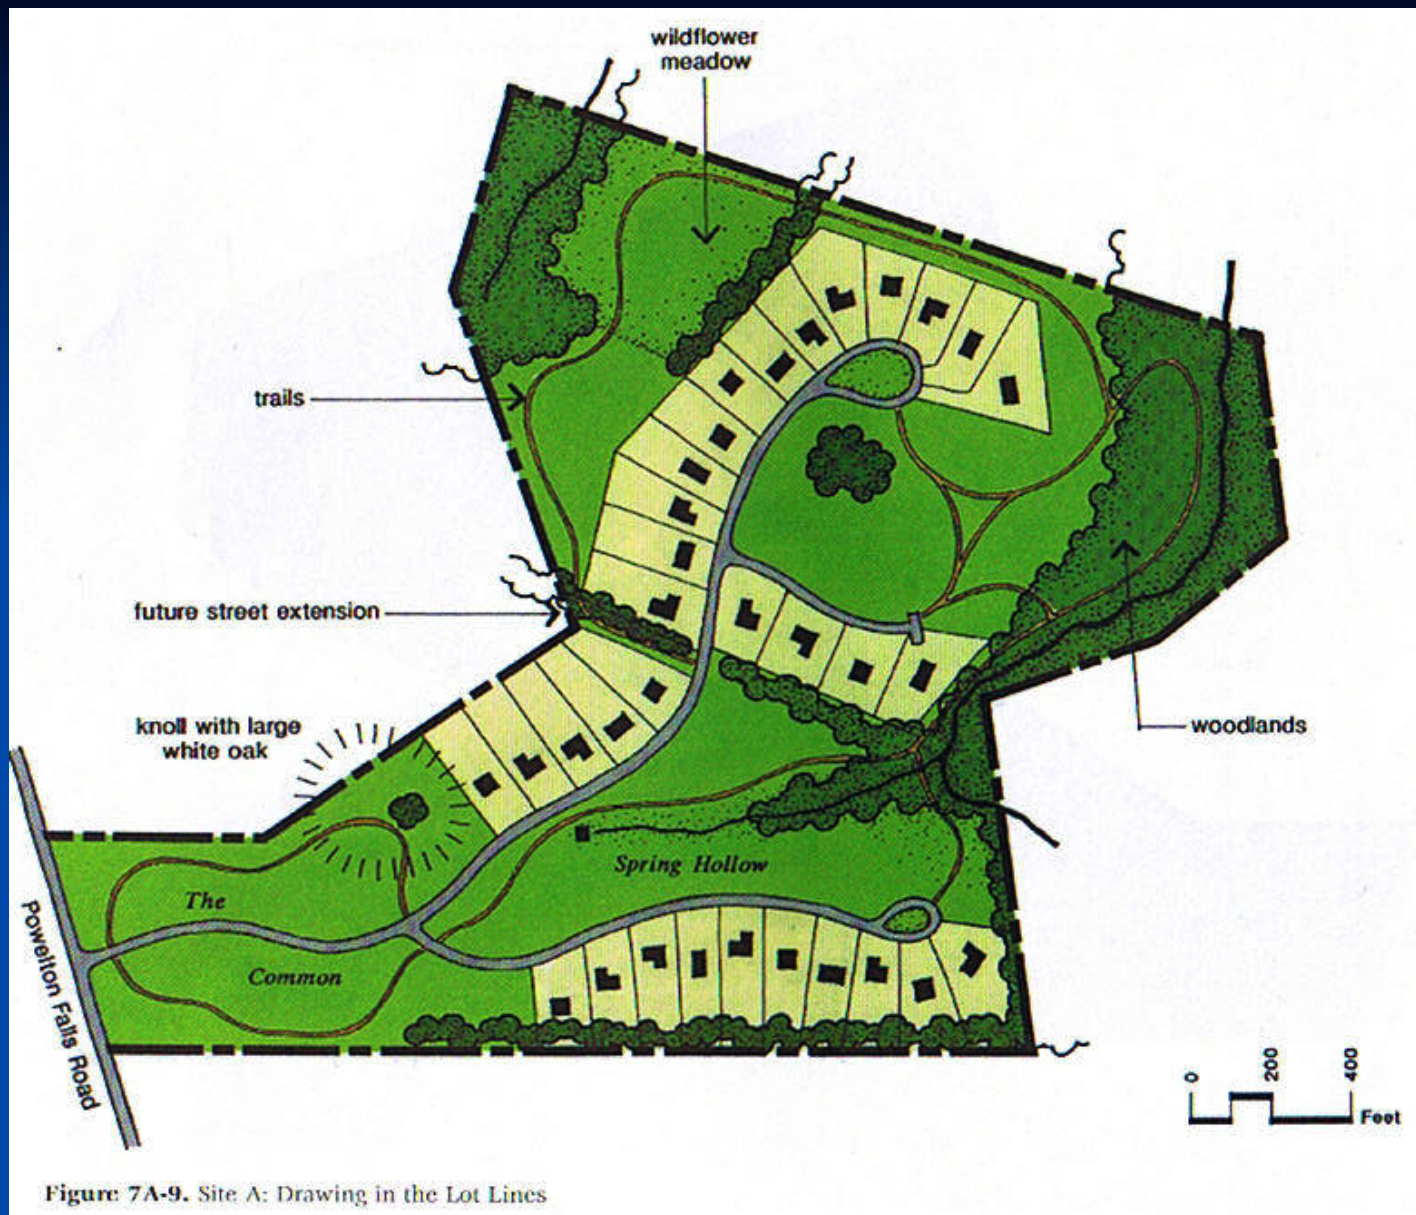 wildflower
meadow
trails
future street extension
knoll with large
white oak
woodlands
Spring Hollow
The
Common
Powelton Falls Road
0
200
400
Feet
Figure 7A-9. Site A: Drawing in the Lot Lines